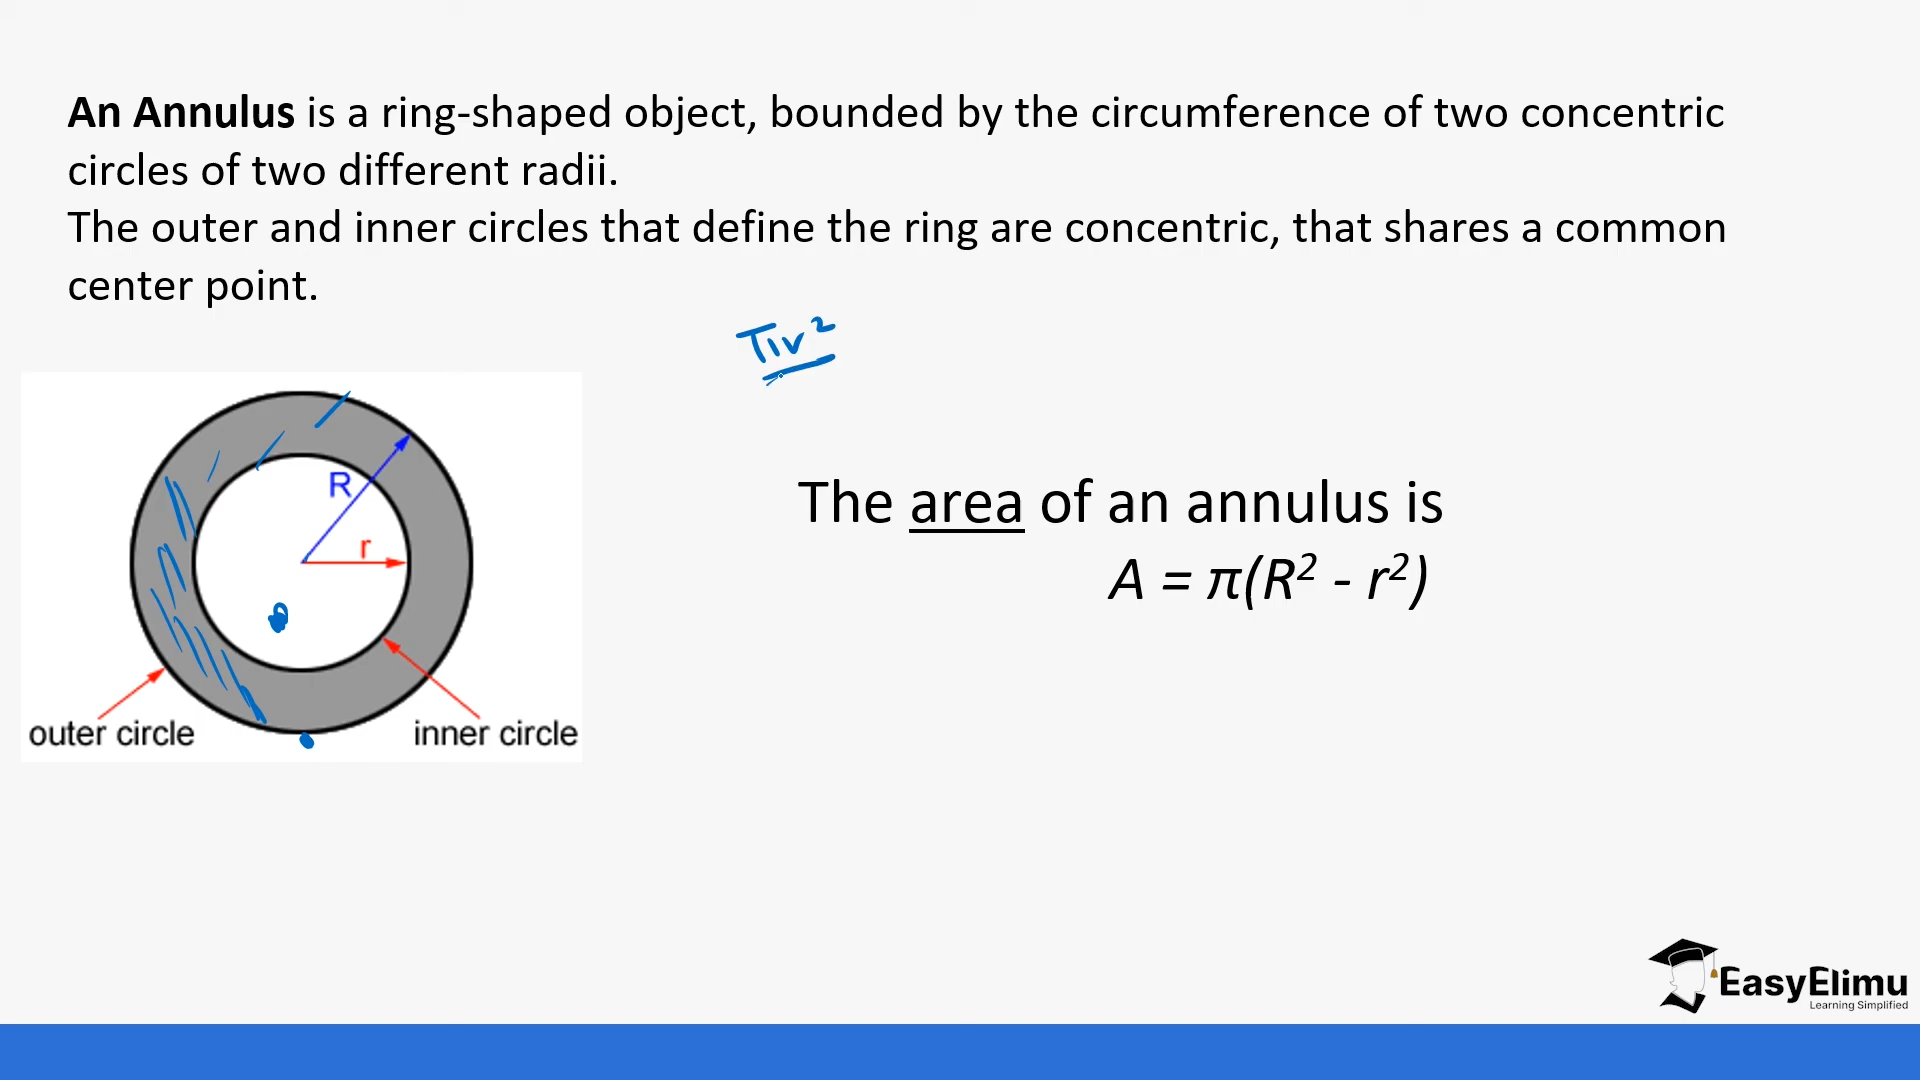 An Annulus is a ring-shaped object, bounded by the circumference of two concentric
circles of two different radii.
The outer and inner circles that define the ring are concentric, that shares a common
center point.
πr²
R
r
outer circle
inner circle
The area of an annulus is
A = π(R² - r²)
EasyElimu
Learning Simplified